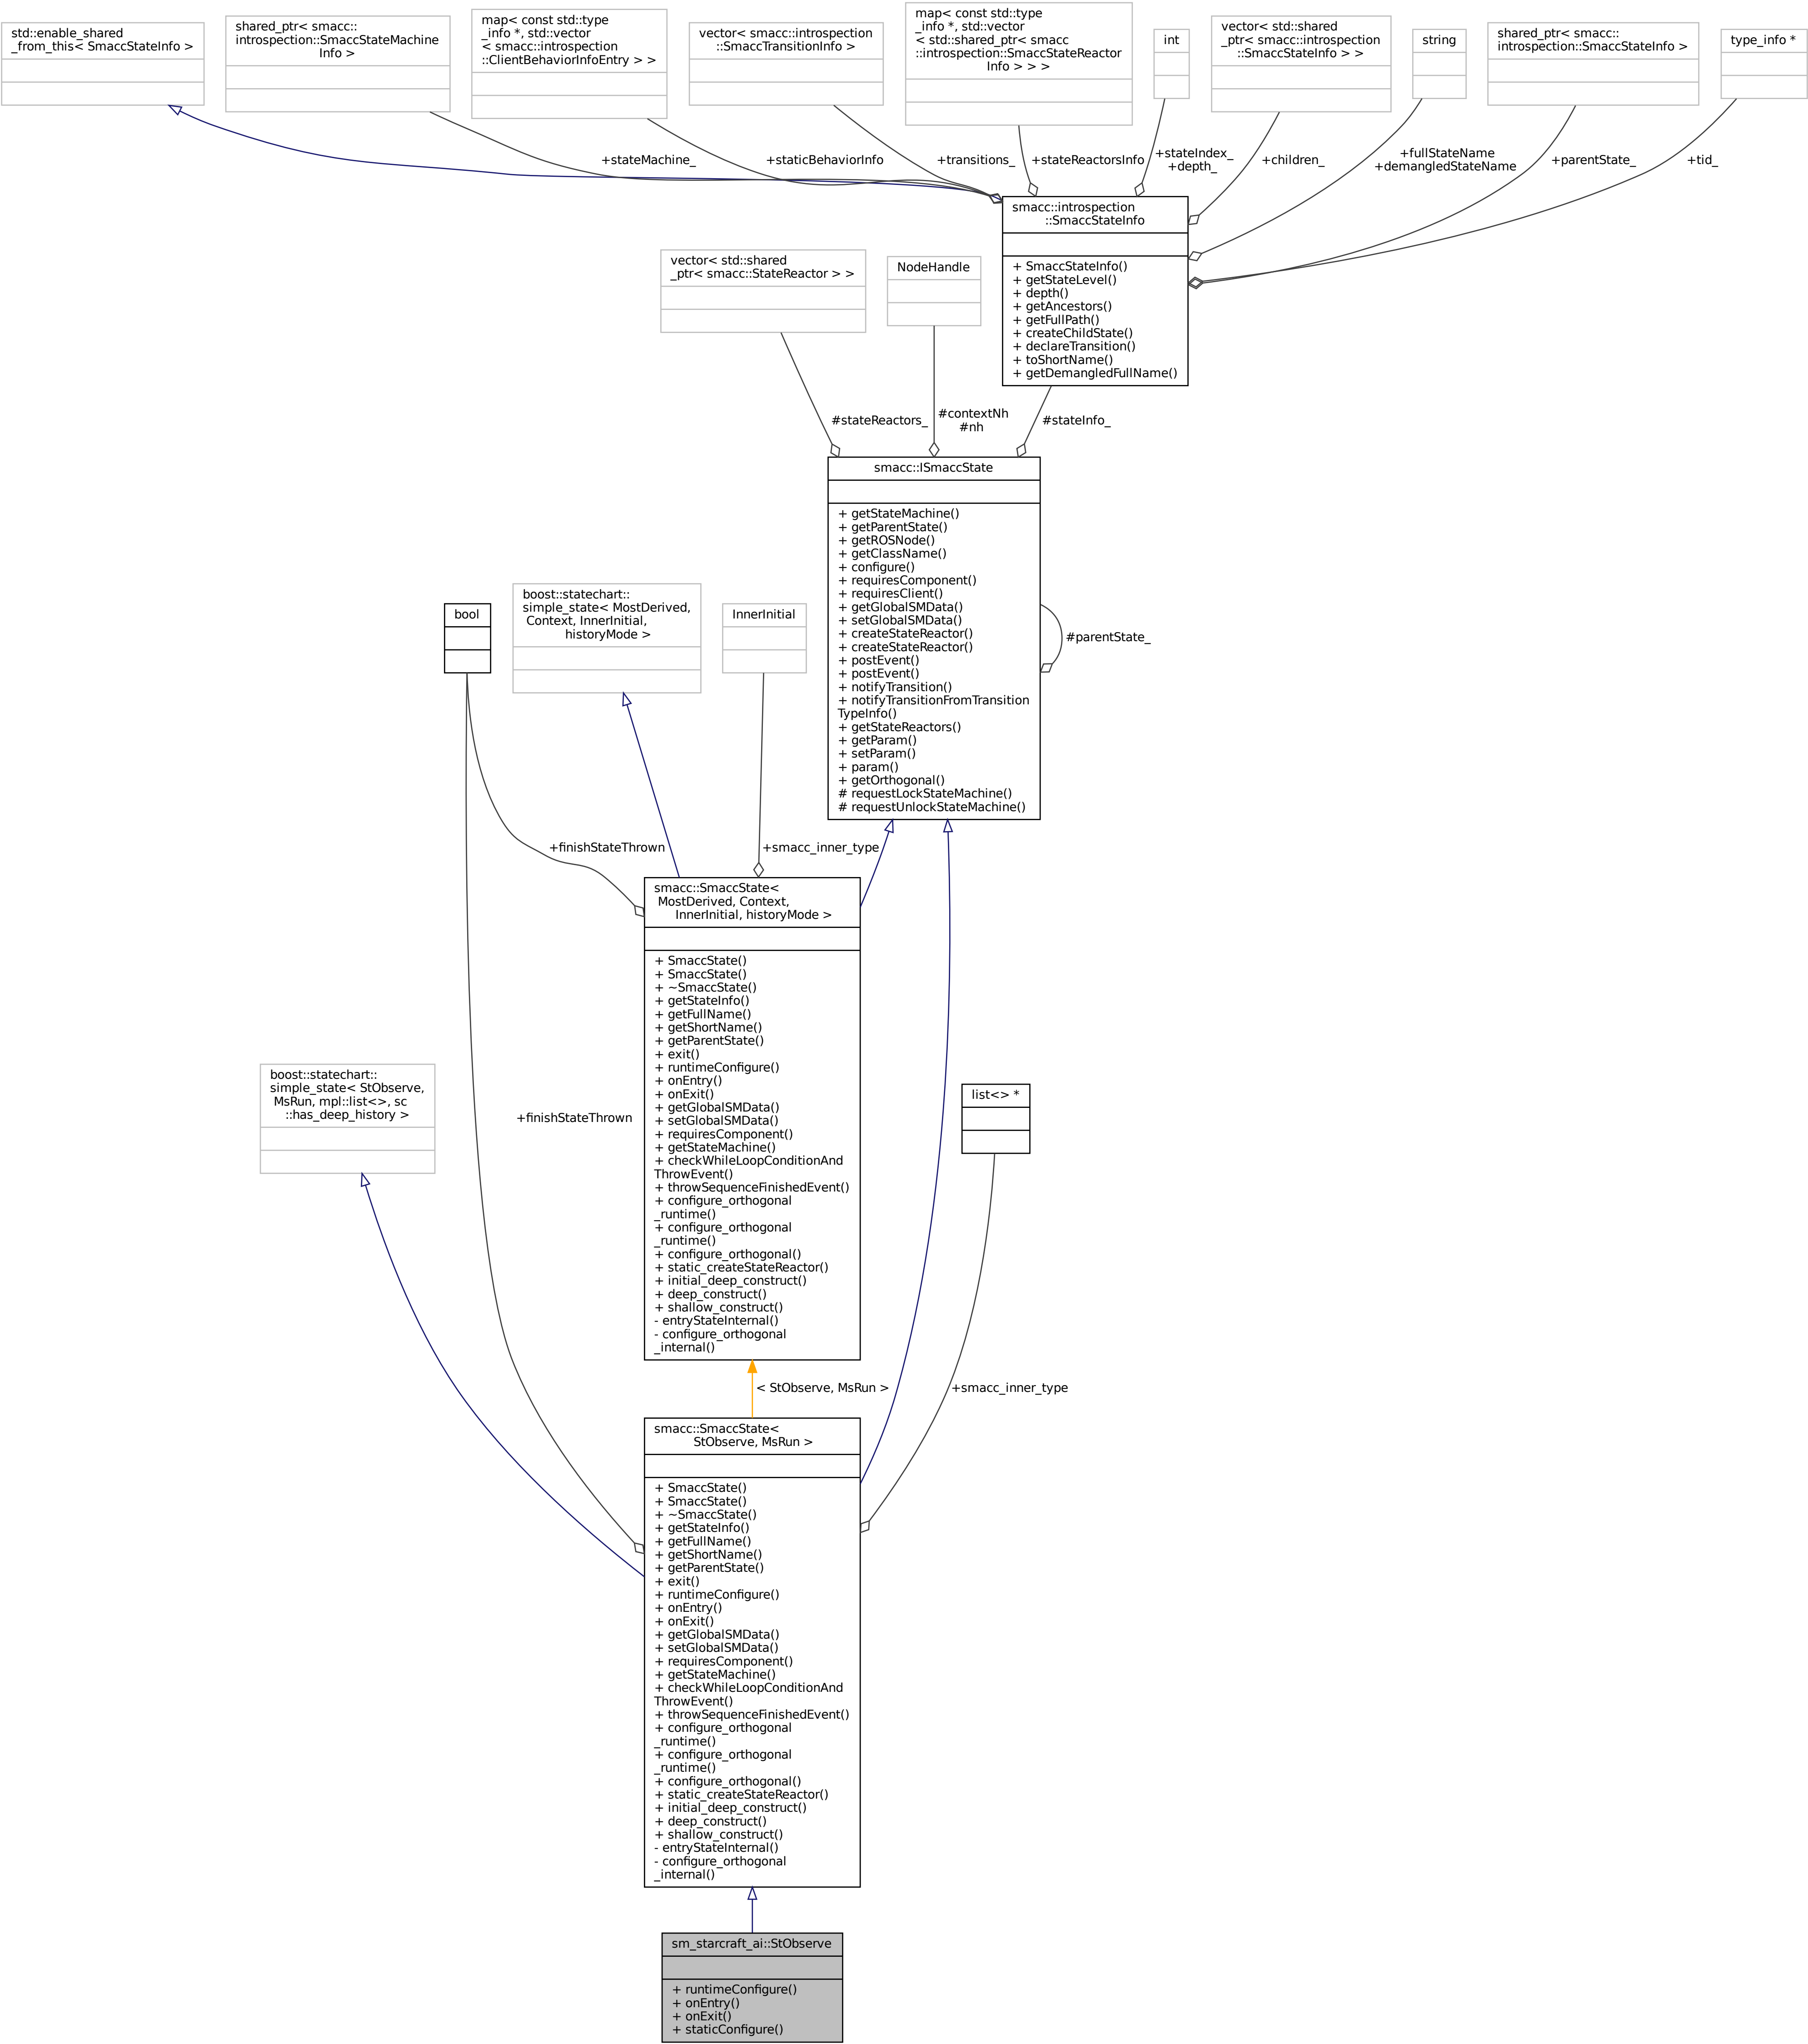 std::enable_shared
_from_this< SmaccStateInfo >
shared_ptr< smacc::
introspection::SmaccStateMachine
Info >
map< const std::type
_info *, std::vector
< smacc::introspection
::ClientBehaviorInfoEntry > >
vector< smacc::introspection
::SmaccTransitionInfo >
map< const std::type
_info *, std::vector
< std::shared_ptr< smacc
::introspection::SmaccStateReactor
Info > > >
int
vector< std::shared
_ptr< smacc::introspection
::SmaccStateInfo > >
string
shared_ptr< smacc::
introspection::SmaccStateInfo >
type_info *
+stateMachine_
+staticBehaviorInfo
+transitions_
+stateReactorsInfo
+stateIndex_
+depth_
+children_
+fullStateName
+demangledStateName
+parentState_
+tid_
smacc::introspection
::SmaccStateInfo
+ SmaccStateInfo()
+ getStateLevel()
+ depth()
+ getAncestors()
+ getFullPath()
+ createChildState()
+ declareTransition()
+ toShortName()
+ getDemangledFullName()
vector< std::shared
_ptr< smacc::StateReactor > >
NodeHandle
#stateReactors_
#contextNh
#nh
#stateInfo_
smacc::ISmaccState
+ getStateMachine()
+ getParentState()
+ getROSNode()
+ getClassName()
+ configure()
+ requiresComponent()
+ requiresClient()
+ getGlobalSMData()
+ setGlobalSMData()
+ createStateReactor()
+ createStateReactor()
+ postEvent()
+ postEvent()
+ notifyTransition()
+ notifyTransitionFromTransition
TypeInfo()
+ getStateReactors()
+ getParam()
+ setParam()
+ param()
+ getOrthogonal()
# requestLockStateMachine()
# requestUnlockStateMachine()
#parentState_
bool
boost::statechart::
simple_state< MostDerived,
Context, InnerInitial,
historyMode >
InnerInitial
+finishStateThrown
+smacc_inner_type
smacc::SmaccState<
MostDerived, Context,
InnerInitial, historyMode >
+ SmaccState()
+ SmaccState()
+ ~SmaccState()
+ getStateInfo()
+ getFullName()
+ getShortName()
+ getParentState()
+ exit()
+ runtimeConfigure()
+ onEntry()
+ onExit()
+ getGlobalSMData()
+ setGlobalSMData()
+ requiresComponent()
+ getStateMachine()
+ checkWhileLoopConditionAnd
ThrowEvent()
+ throwSequenceFinishedEvent()
+ configure_orthogonal
_runtime()
+ configure_orthogonal
_runtime()
+ configure_orthogonal()
+ static_createStateReactor()
+ initial_deep_construct()
+ deep_construct()
+ shallow_construct()
- entryStateInternal()
- configure_orthogonal
_internal()
boost::statechart::
simple_state< StObserve,
MsRun, mpl::list<>, sc
::has_deep_history >
+finishStateThrown
list<> *
< StObserve, MsRun >
+smacc_inner_type
smacc::SmaccState<
StObserve, MsRun >
+ SmaccState()
+ SmaccState()
+ ~SmaccState()
+ getStateInfo()
+ getFullName()
+ getShortName()
+ getParentState()
+ exit()
+ runtimeConfigure()
+ onEntry()
+ onExit()
+ getGlobalSMData()
+ setGlobalSMData()
+ requiresComponent()
+ getStateMachine()
+ checkWhileLoopConditionAnd
ThrowEvent()
+ throwSequenceFinishedEvent()
+ configure_orthogonal
_runtime()
+ configure_orthogonal
_runtime()
+ configure_orthogonal()
+ static_createStateReactor()
+ initial_deep_construct()
+ deep_construct()
+ shallow_construct()
- entryStateInternal()
- configure_orthogonal
_internal()
sm_starcraft_ai::StObserve
+ runtimeConfigure()
+ onEntry()
+ onExit()
+ staticConfigure()